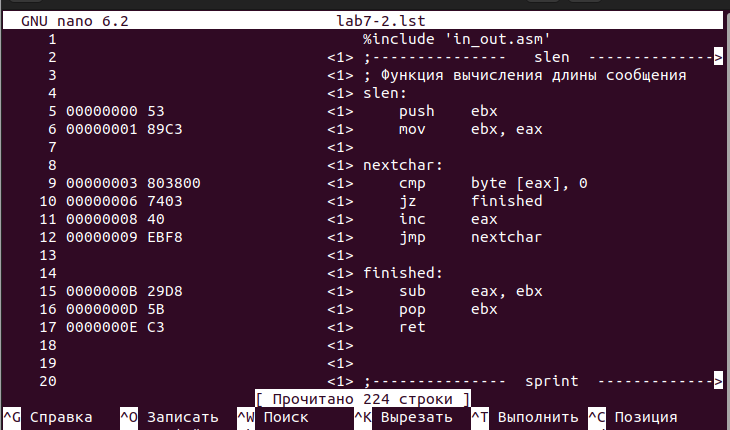 GNU nano 6.2 lab7-2.lst
1 %include 'in_out.asm'
2 <1> ;--------------- slen -------------->
3 <1> ; Функция вычисления длины сообщения
4 <1> slen:
5 00000000 53 <1> push ebx
6 00000001 89C3 <1> mov ebx, eax
7 <1>
8 <1> nextchar:
9 00000003 803800 <1> cmp byte [eax], 0
10 00000006 7403 <1> jz finished
11 00000008 40 <1> inc eax
12 00000009 EBF8 <1> jmp nextchar
13 <1>
14 <1> finished:
15 0000000B 29D8 <1> sub eax, ebx
16 0000000D 5B <1> pop ebx
17 0000000E C3 <1> ret
18 <1>
19 <1>
20 <1> ;--------------- sprint ------------->
[ Прочитано 224 строки ]
^G Справка ^O Записать ^W Поиск ^K Вырезать ^T Выполнить ^C Позиция